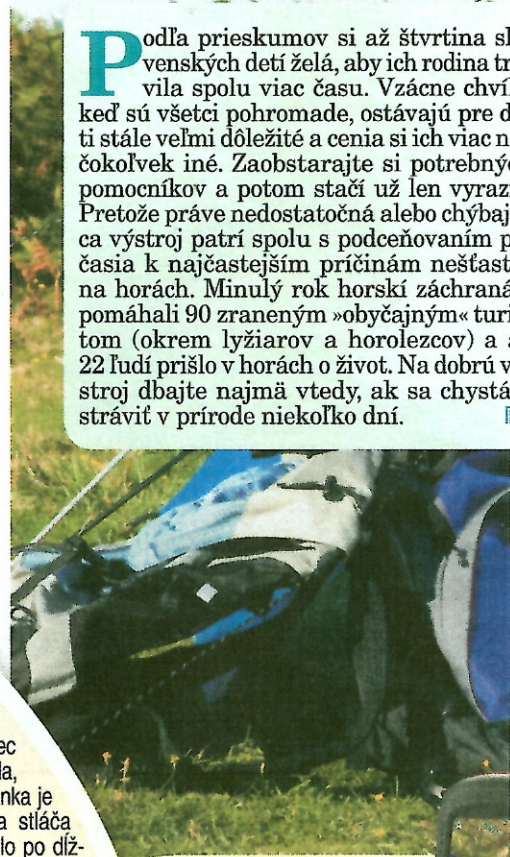 Podľa prieskumov si až štvrtina sl
venských detí želá, aby ich rodina tr
vila spolu viac času. Vzácne chvíl
keď sú všetci pohromade, ostávajú pre d
ti stále veľmi dôležité a cenia si ich viac n
čokoľvek iné. Zaobstarajte si potrebnýc
pomocníkov a potom stačí už len vyrazi
Pretože práve nedostatočná alebo chýbaj
ca výstroj patrí spolu s podceňovaním p
časia k najčastejším príčinám nešťast
na horách. Minulý rok horskí záchraná
pomáhali 90 zraneným »obyčajným« turi
tom (okrem lyžiarov a horolezcov) a a
22 ľudí prišlo v horách o život. Na dobrú v
stroj dbajte najmä vtedy, ak sa chystá
stráviť v prírode niekoľko dní.
ec
la,
nka je
a stláča
lo po dĺž-